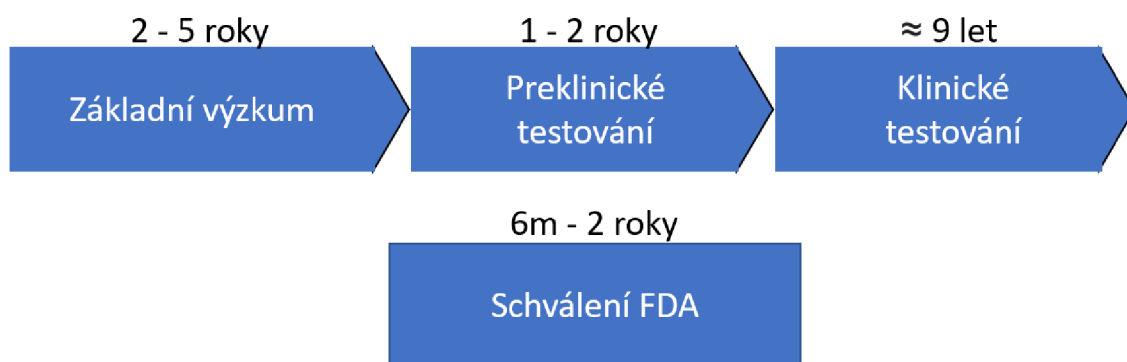 2 - 5 roky
Základní výzkum
1 - 2 roky
Preklinické
testování
≈ 9 let
Klinické
testování
6m - 2 roky
Schválení FDA